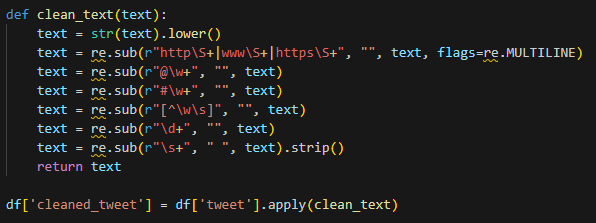 def clean_text(text):
    text = str(text).lower()
    text = re.sub(r"http\S+|www\S+|https\S+", "", text, flags=re.MULTILINE)
    text = re.sub(r"@\w+", "", text)
    text = re.sub(r"#\w+", "", text)
    text = re.sub(r"[^\w\s]", "", text)
    text = re.sub(r"\d+", "", text)
    text = re.sub(r"\s+", " ", text).strip()
    return text

df['cleaned_tweet'] = df['tweet'].apply(clean_text)